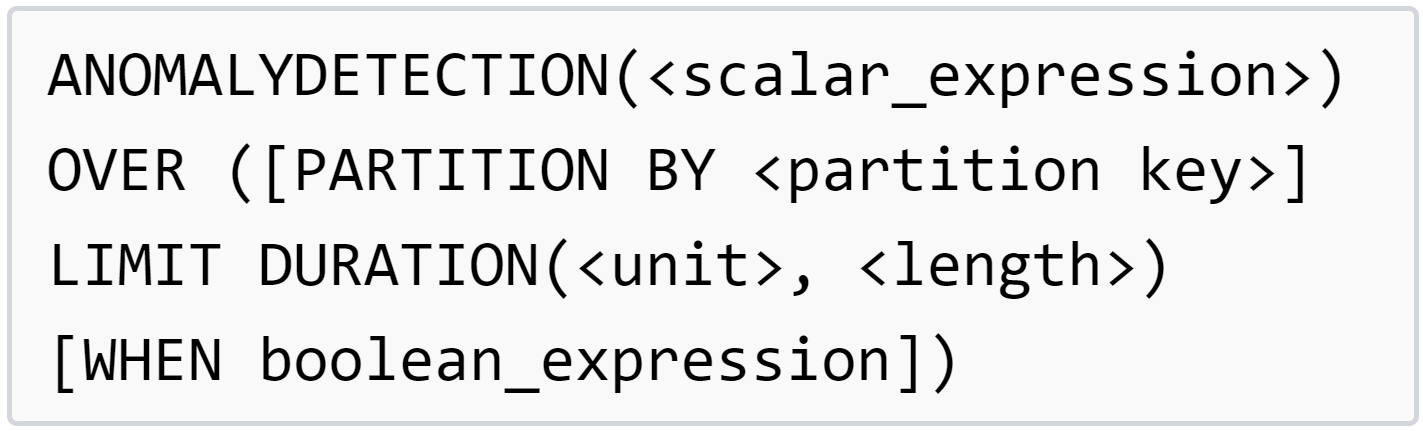 ANOMALYDETECTION(<scalar_expression>)
OVER ([PARTITION BY <partition key>]
LIMIT DURATION(<unit>, <length>)
[WHEN boolean_expression])